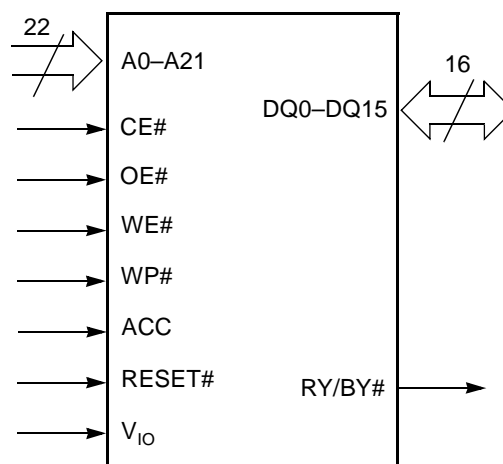 22
A0–A21
16
DQ0–DQ15
CE#
OE#
WE#
WP#
ACC
RESET#
RY/BY#
VIO